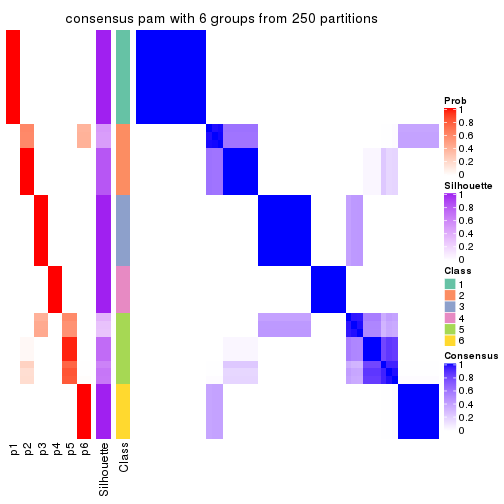 consensus pam with 6 groups from 250 partitions
Prob
1
0.8
0.6
0.4
0.2
0
Silhouette
1
0.8
0.6
0.4
0.2
0
Class
1
2
3
4
5
6
Consensus
1
0.8
0.6
0.4
0.2
0
p1
p2
p3
p4
p5
p6
Silhouette
Class